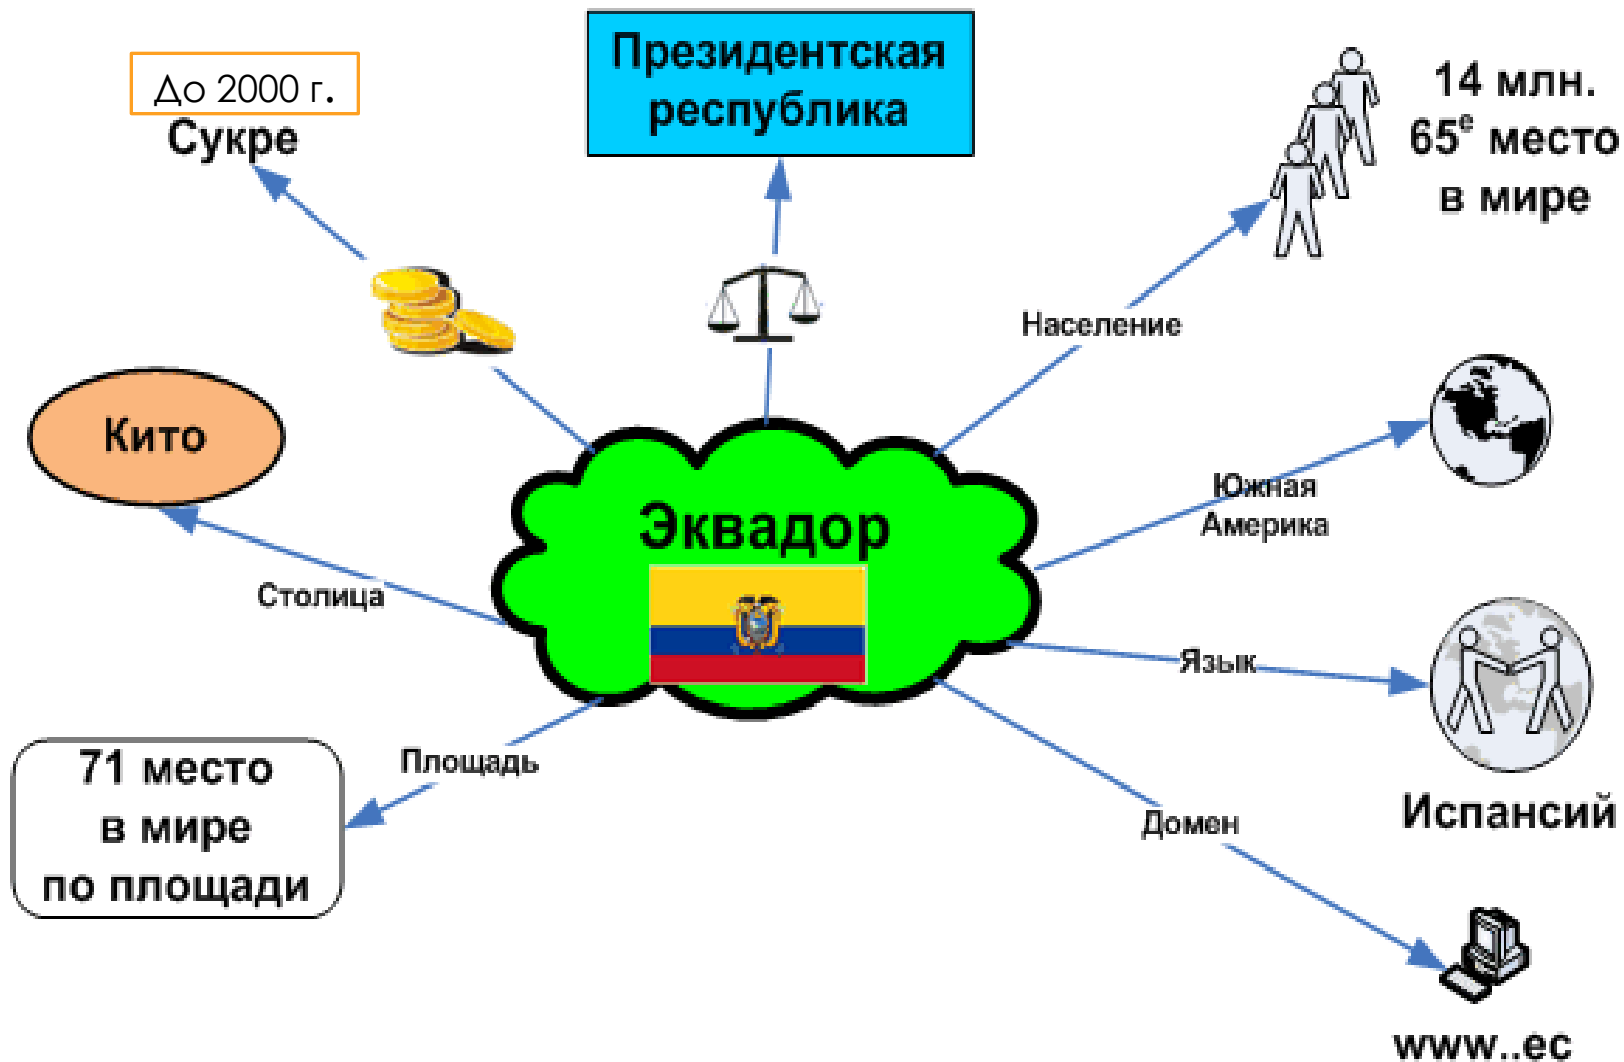 До 2000 г.
Сукре
Президентская
республика
14 млн.
65е место
в мире
Население
Кито
Южная
Америка
Эквадор
Столица
Язык
Площадь
71 место
в мире
по площади
Домен
Испансий
www..ec